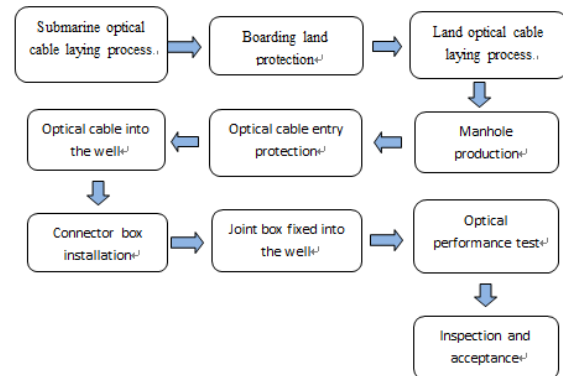 Submarine optical
cable laying process.
Boarding land
protection
Land optical cable
laying process.
Manhole
production
Optical cable entry
protection
Optical cable into
the well
Connector box
installation
Joint box fixed into
the well
Optical
performance test
Inspection and
acceptance